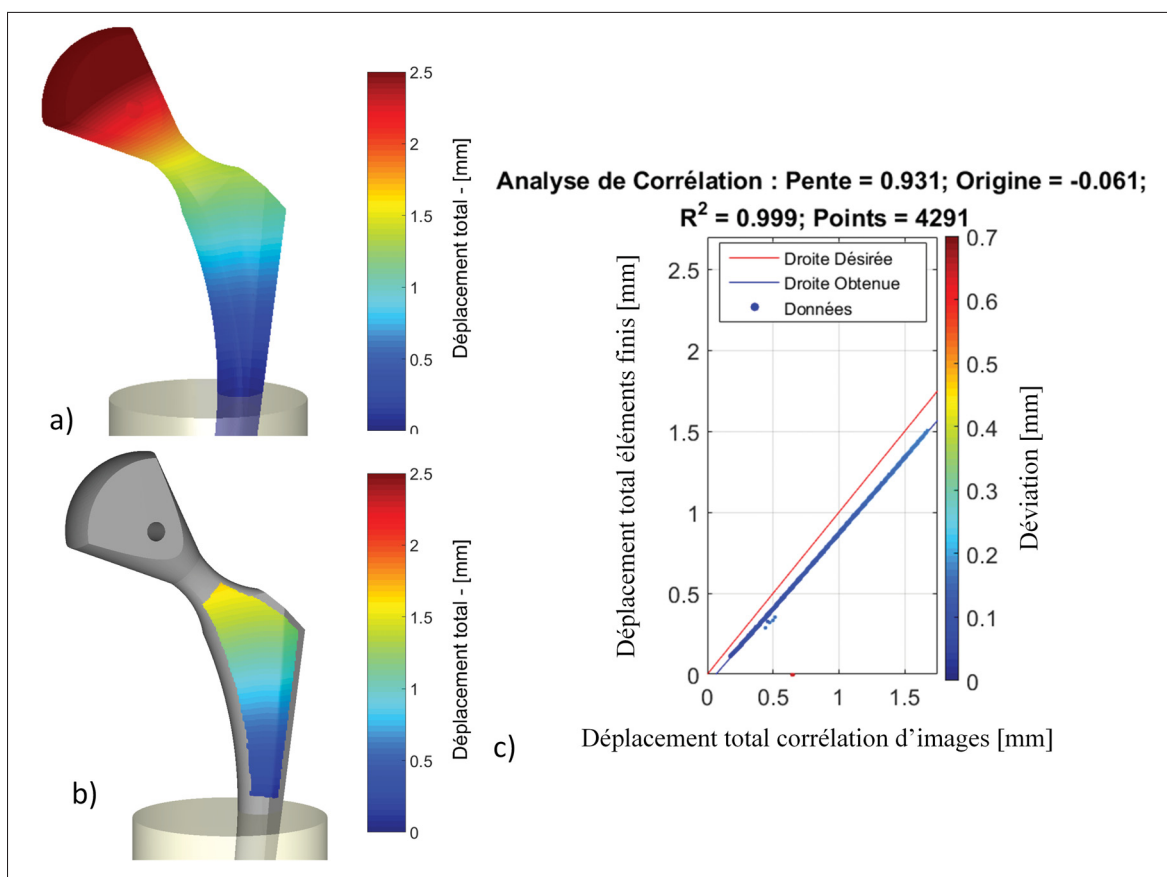 2.5
2
1.5
1
0.5
0
Déplacement total - [mm]
a)
2.5
2
1.5
1
0.5
0
Déplacement total - [mm]
b)
Analyse de Corrélation : Pente = 0.931; Origine = -0.061;
R² = 0.999; Points = 4291
Droite Désirée
Droite Obtenue
Données
2.5
2
1.5
1
0.5
0
Déplacement total éléments finis [mm]
0 0.5 1 1.5
Déplacement total corrélation d'images [mm]
0.7
0.6
0.5
0.4
0.3
0.2
0.1
0
Déviation [mm]
c)